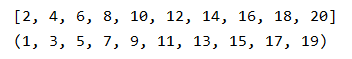 [2, 4, 6, 8, 10, 12, 14, 16, 18, 20]
(1, 3, 5, 7, 9, 11, 13, 15, 17, 19)